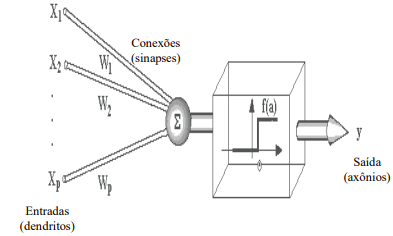 X1
Conexões
(sinapses)
X2
W1
W2
.
.
.
Σ
f(a)
Θ
y
Xp
Wp
Saída
(axônios)
Entradas
(dendritos)